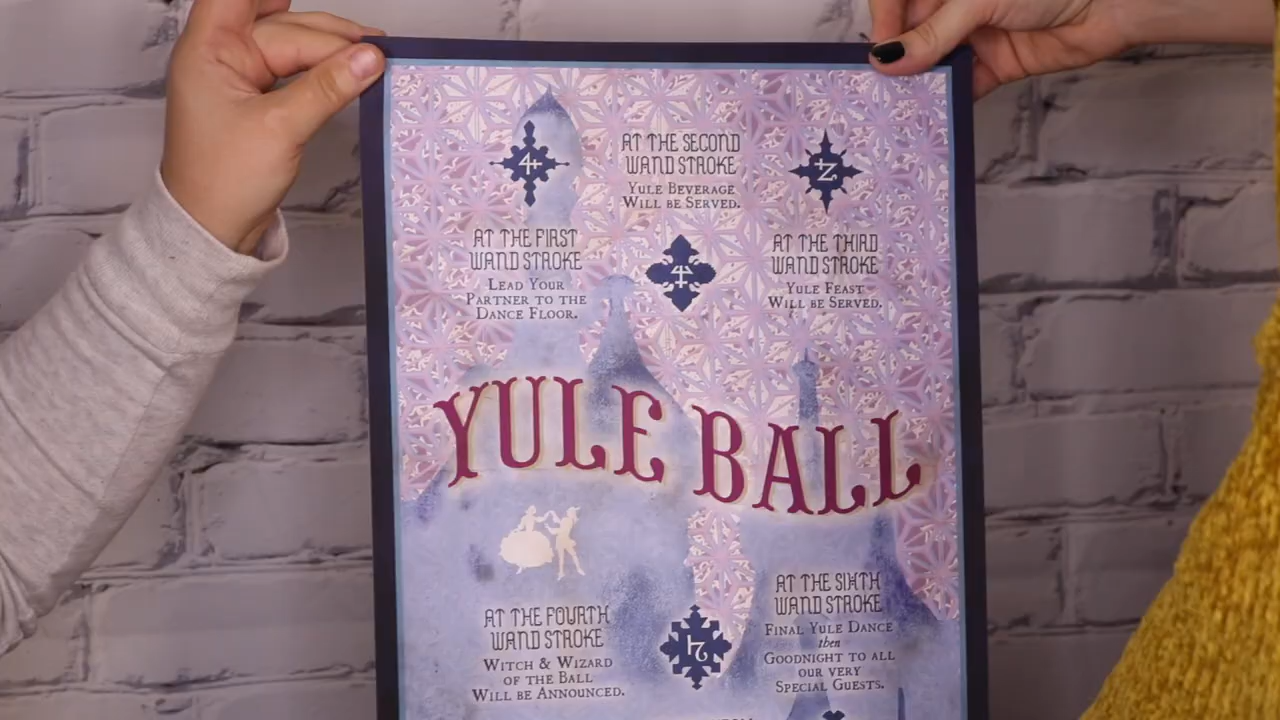 AT THE SECOND
WAND STROKE
YULE BEVERAGE
WILL BE SERVED.
AT THE FIRST
WAND STROKE
LEAD YOUR
PARTNER TO THE
DANCE FLOOR.
AT THE THIRD
WAND STROKE
YULE FEAST
WILL BE SERVED.
YULE BALL
AT THE FOURTH
WAND STROKE
WITCH & WIZARD
OF THE BALL
WILL BE ANNOUNCED.
AT THE SIXTH
WAND STROKE
FINAL YULE DANCE
then
GOODNIGHT TO ALL
OUR VERY
SPECIAL GUESTS.